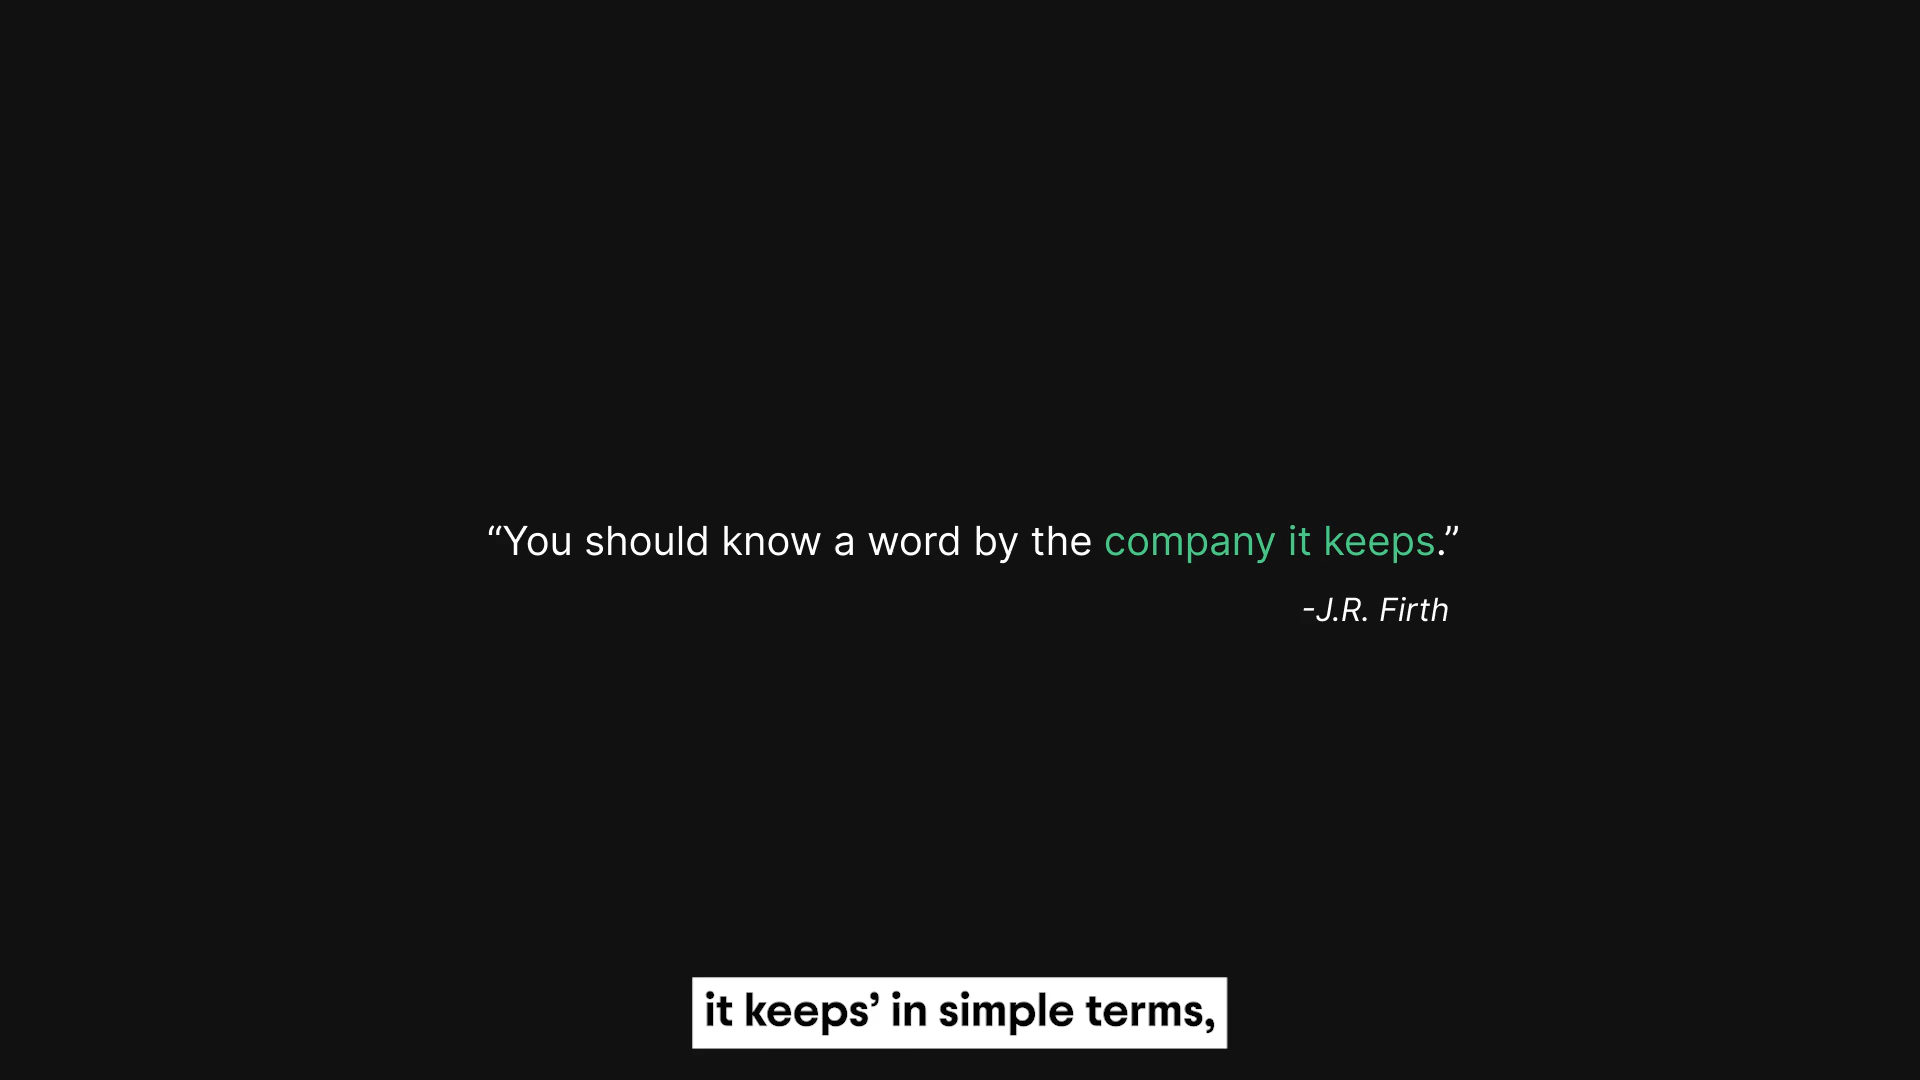 “You should know a word by the company it keeps.”
-J.R. Firth
it keeps’ in simple terms,